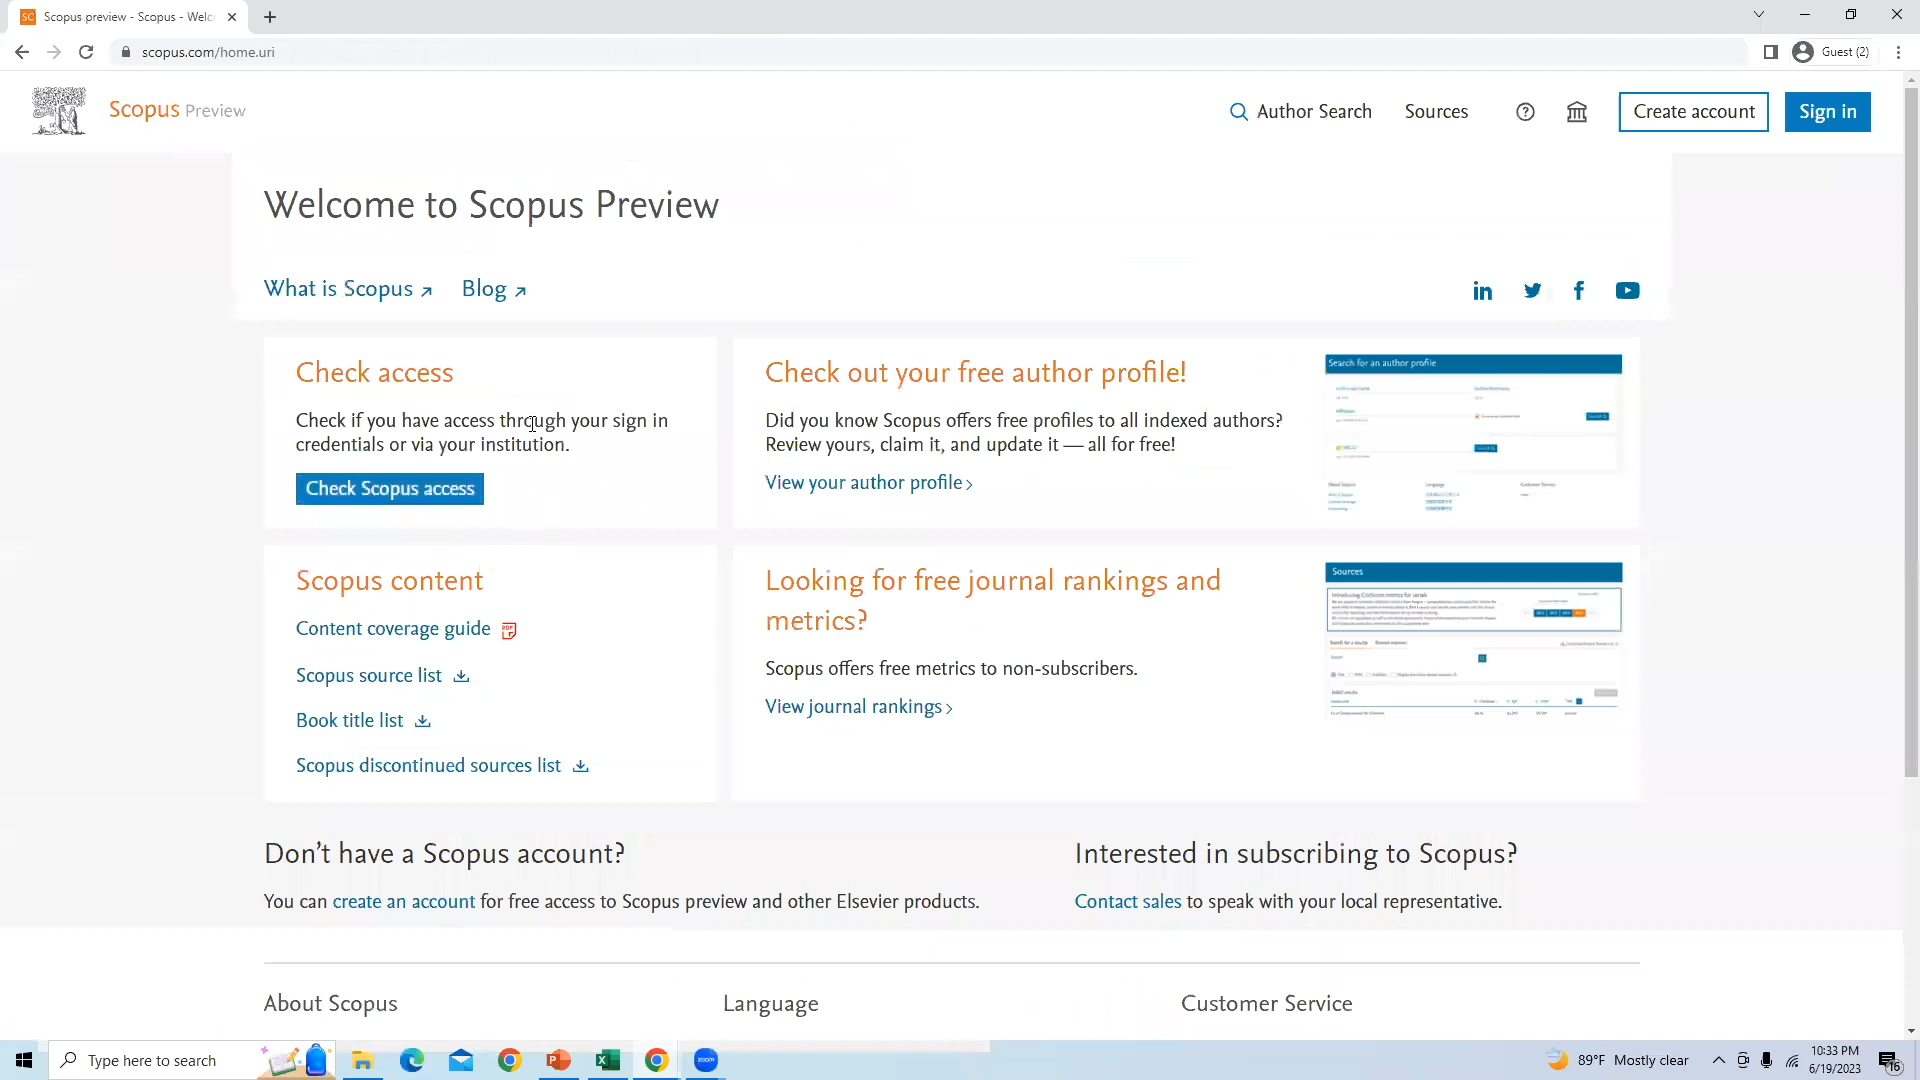 Scopus preview - Scopus - Welc
scopus.com/home.uri
Guest (2)
Scopus Preview
Author Search
Sources
Create account
Sign in
Welcome to Scopus Preview
What is Scopus
Blog
Check access
Check if you have access through your sign in
credentials or via your institution.
Check Scopus access
Check out your free author profile!
Did you know Scopus offers free profiles to all indexed authors?
Review yours, claim it, and update it — all for free!
View your author profile
Search for an author profile
Scopus content
Content coverage guide
Scopus source list
Book title list
Scopus discontinued sources list
Looking for free journal rankings and
metrics?
Scopus offers free metrics to non-subscribers.
View journal rankings
Sources
Don't have a Scopus account?
You can create an account for free access to Scopus preview and other Elsevier products.
Interested in subscribing to Scopus?
Contact sales to speak with your local representative.
About Scopus
Language
Customer Service
Type here to search
89°F Mostly clear
10:33 PM
6/19/2023
16